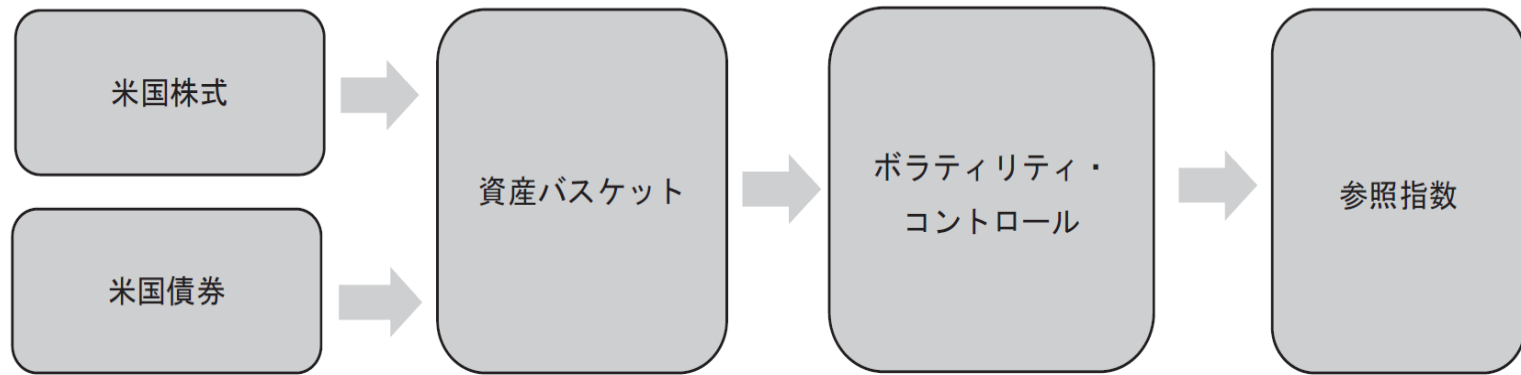 米国株式
米国債券
資産バスケット
ボラティリティ・
コントロール
参照指数